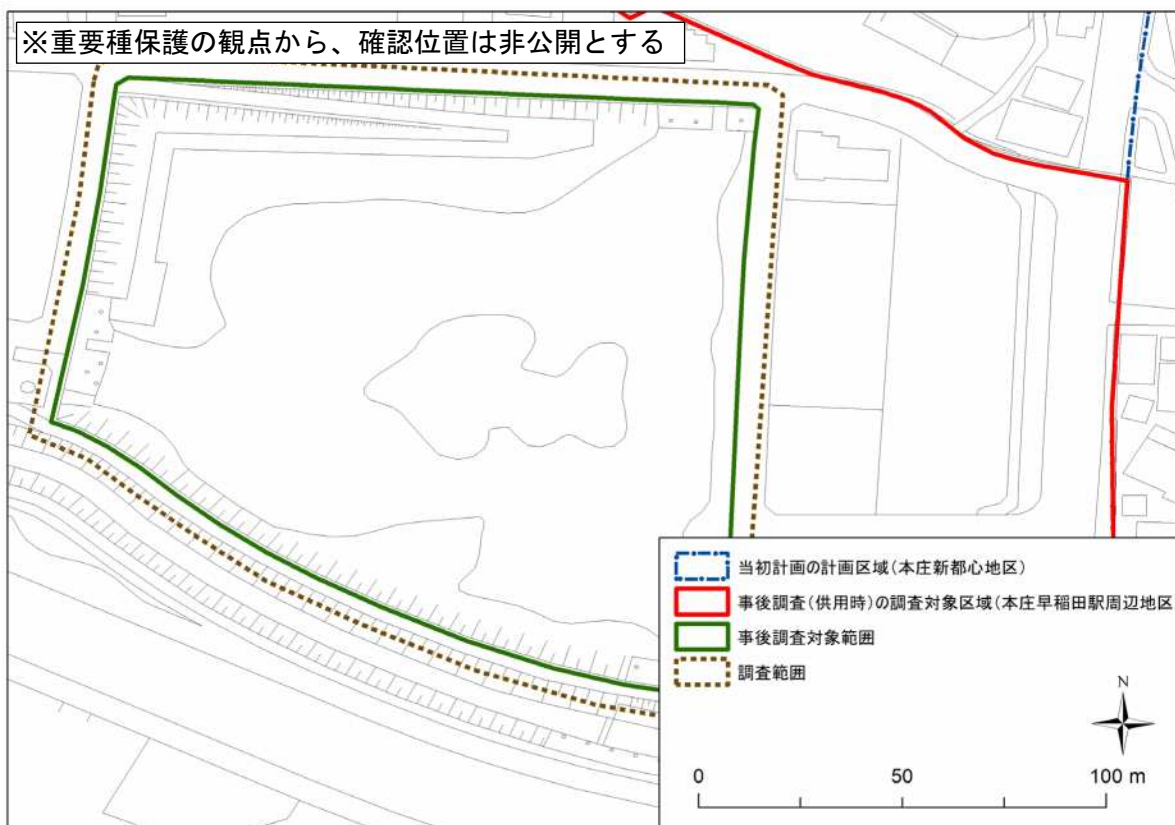 ※重要種保護の観点から、確認位置は非公開とする
当初計画の計画区域(本庄新都心地区)
事後調査(供用時)の調査対象区域(本庄早稲田駅周辺地区
事後調査対象範囲
調査範囲
N
0 50 100 m